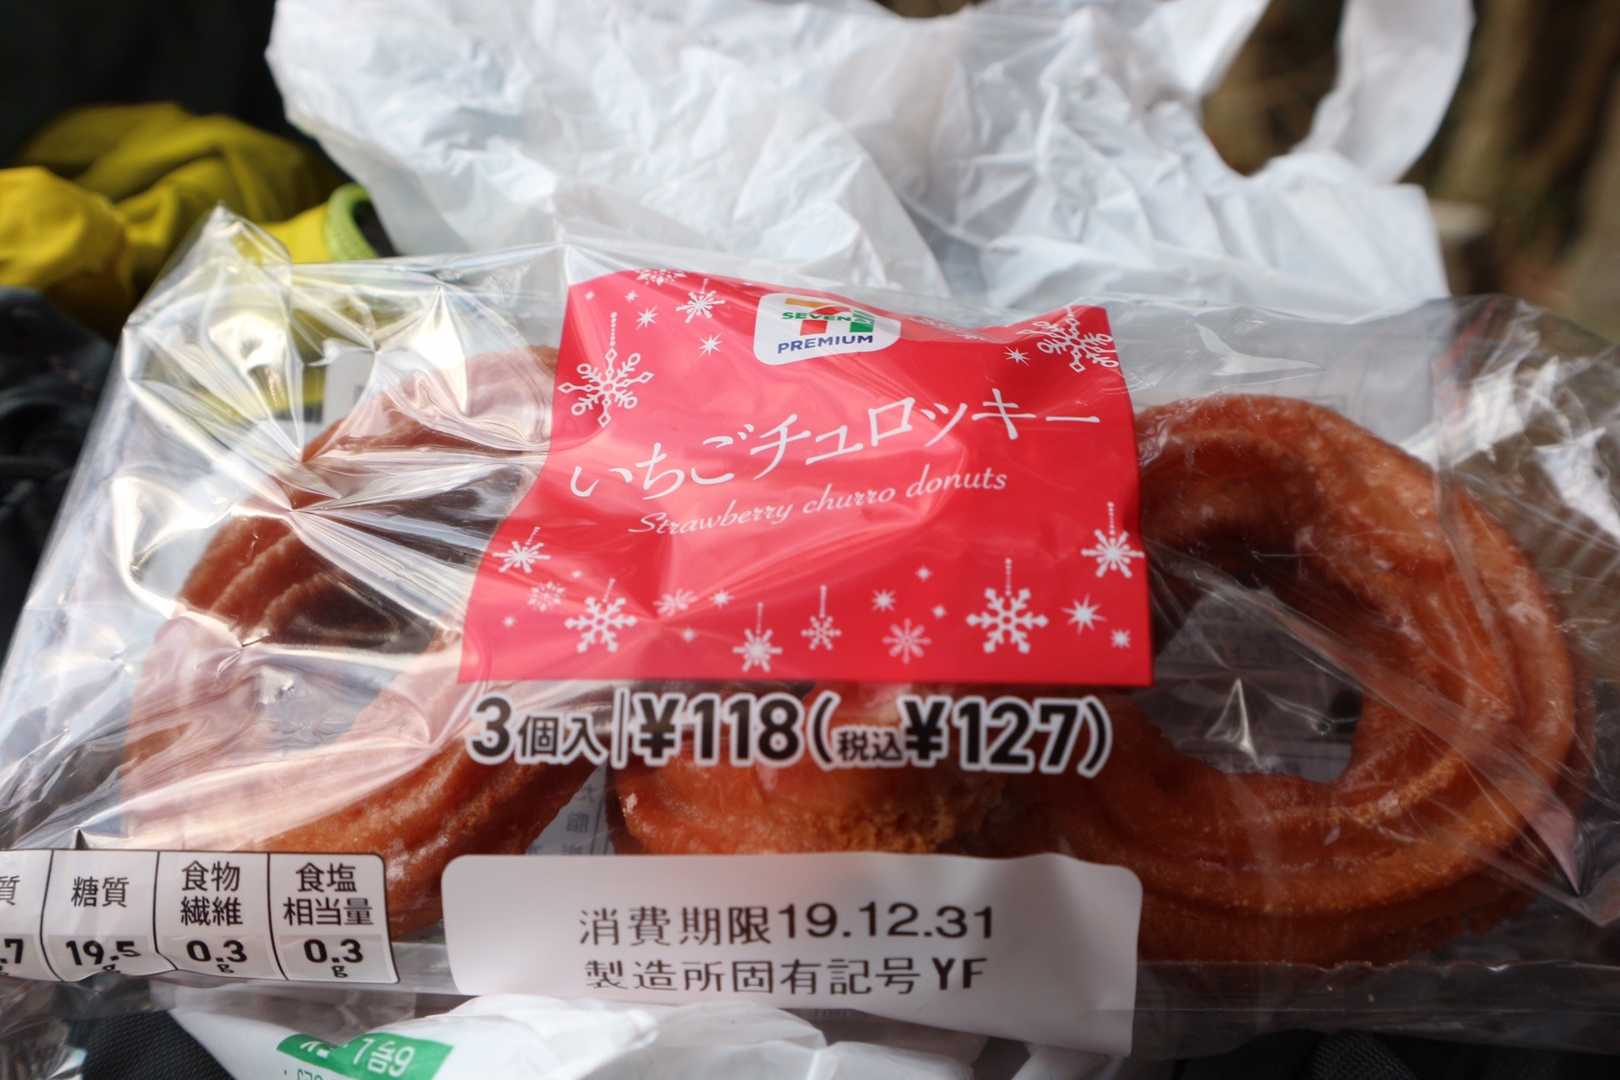 SEVEN
PREMIUM
いちごチュロッキー
Strawberry churro donuts
3個入 ¥118(税込¥127)
質 糖質 食物繊維 食塩相当量
.7 19.5g 0.3g 0.3g
消費期限19.12.31
製造所固有記号YF